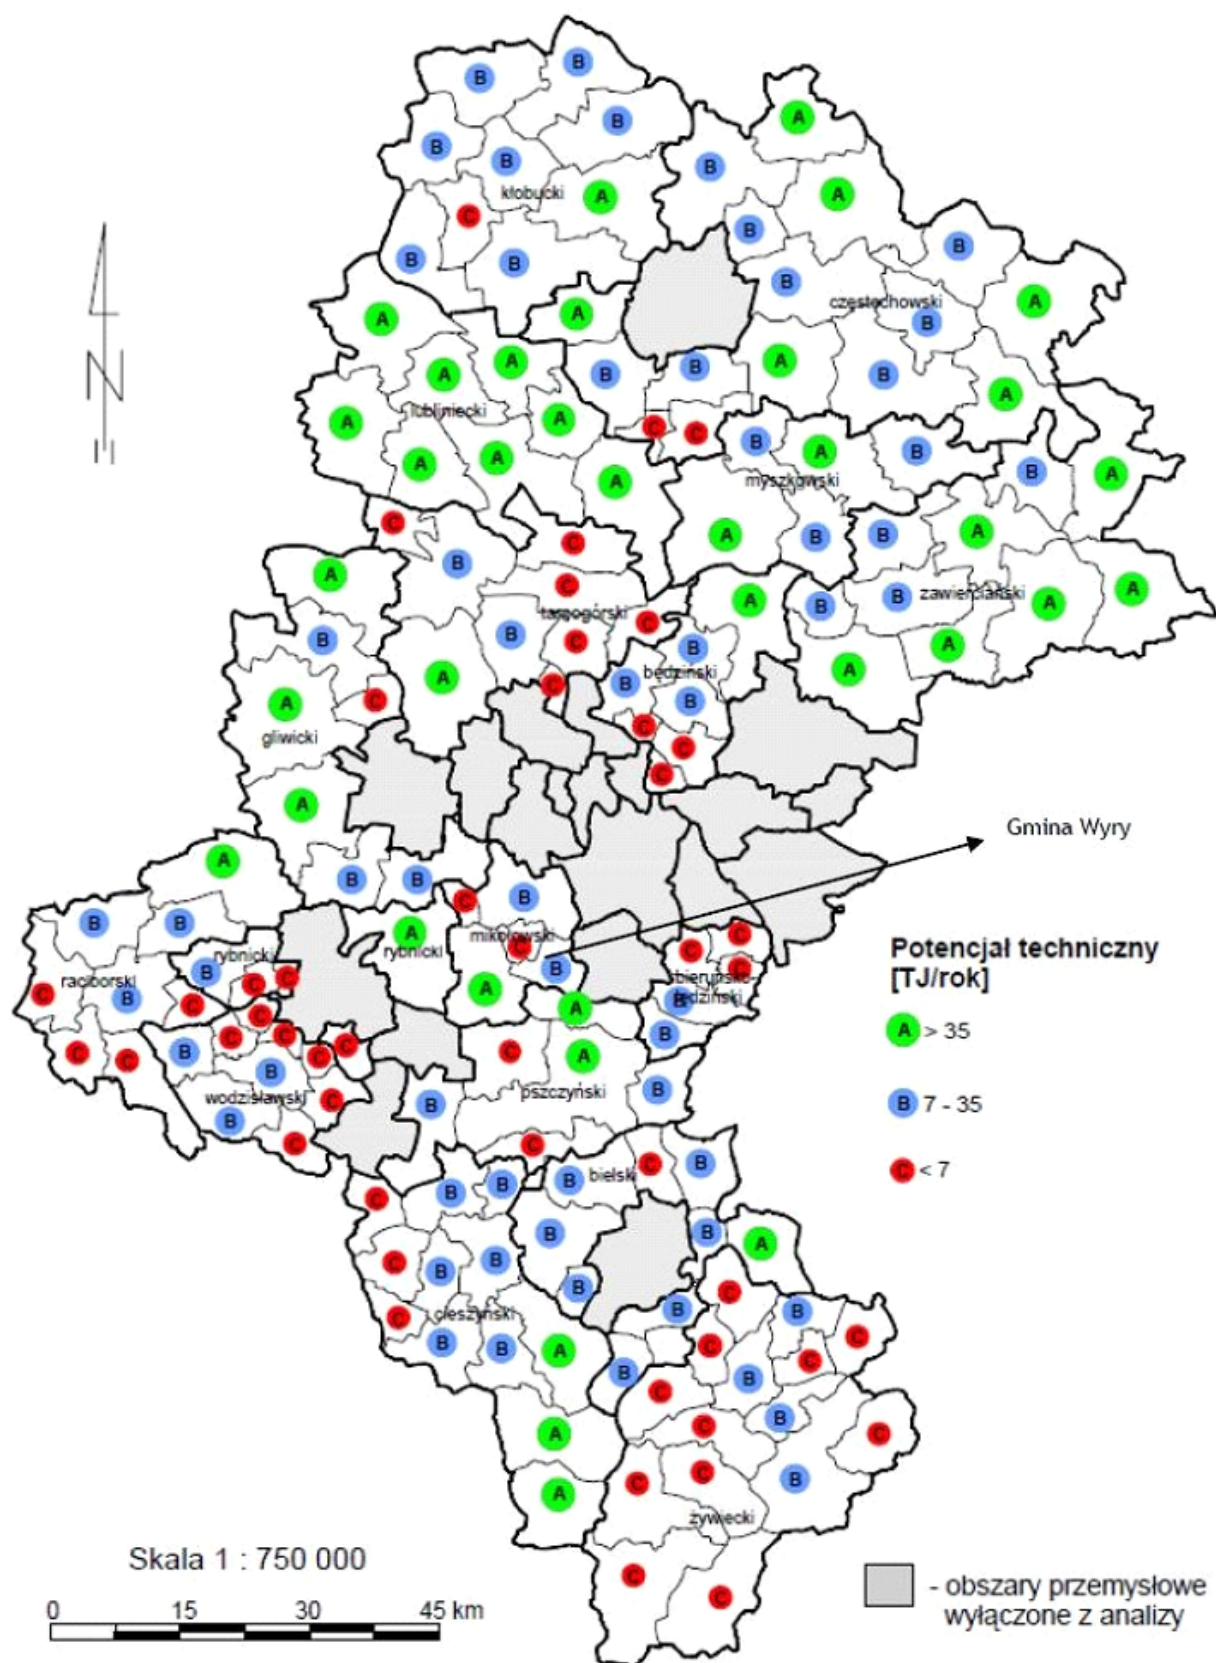 B
B
A
B
B
B
B
kłobucki
A
A
C
B
B
B
B
B
A
częstochowski
B
A
A
A
B
B
A
B
A
A
lubliniecki
A
A
C
C
B
A
B
A
A
myszkowski
B
A
A
A
C
C
B
A
B
B
A
A
C
tarnogórski
B
C
C
A
B
B
zawierciański
A
A
B
B
będziński
B
A
A
A
C
A
gliwicki
C
B
C
C
C
A
Gmina Wyry
A
B
B
C
B
B
B
A
rybnicki
mikołowski
C
B
C
C
C
Potencjał techniczny
[TJ/rok]
rybnicki
B
C
C
raciborski
C
B
C
A
A
bieruńsko-
lędziński
B
B
A > 35
C
C
C
C
C
B
C
C
B
wodzisławski
B
C
C
C
A
pszczyński
B
B
B 7 - 35
C
C
B
B
B
bielski
C
B
C < 7
C
B
B
A
C
B
B
B
cieszyński
C
B
B
A
B
C
B
C
C
C
B
B
C
C
B
A
A
C
C
B
C
żywiecki
C
C
Skala 1 : 750 000
0 15 30 45 km
- obszary przemysłowe
wyłączone z analizy
N